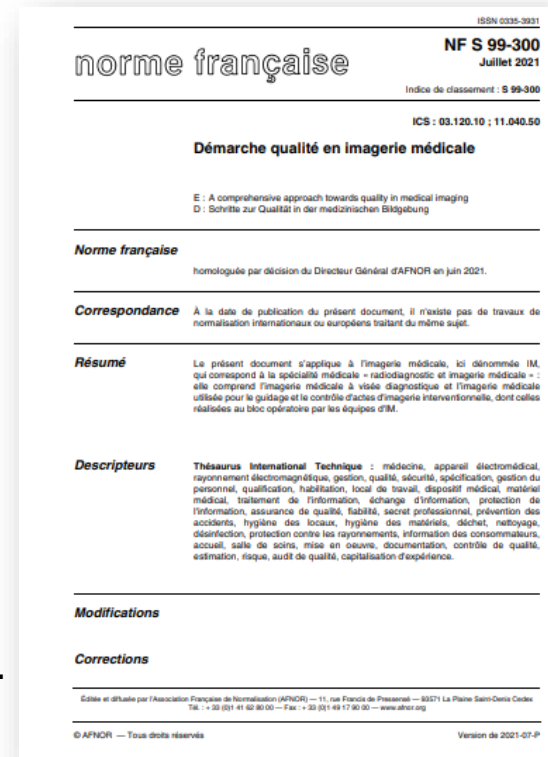 ISSN 0335-3931
norme française
NF S 99-300
Juillet 2021
Indice de classement : S 99-300
ICS : 03.120.10 ; 11.040.50
Démarche qualité en imagerie médicale
E : A comprehensive approach towards quality in medical imaging
D : Schritte zur Qualität in der medizinischen Bildgebung
Norme française
homologuée par décision du Directeur Général d'AFNOR en juin 2021.
Correspondance
À la date de publication du présent document, il n'existe pas de travaux de
normalisation internationaux ou européens traitant du même sujet.
Résumé
Le présent document s'applique à l'imagerie médicale, ici dénommée IM,
qui correspond à la spécialité médicale « radiodiagnostic et imagerie médicale » :
elle comprend l'imagerie médicale à visée diagnostique et l'imagerie médicale
utilisée pour le guidage et le contrôle d'actes d'imagerie interventionnelle, dont celles
réalisées au bloc opératoire par les équipes d'IM.
Descripteurs
Thésaurus International Technique : médecine, appareil électromédical,
rayonnement électromagnétique, gestion, qualité, sécurité, spécification, gestion du
personnel, qualification, habilitation, local de travail, dispositif médical, matériel
médical, traitement de l'information, échange d'information, protection de
l'information, assurance de qualité, fiabilité, secret professionnel, prévention des
accidents, hygiène des locaux, hygiène des matériels, déchet, nettoyage,
désinfection, protection contre les rayonnements, information des consommateurs,
accueil, salle de soins, mise en oeuvre, documentation, contrôle de qualité,
estimation, risque, audit de qualité, capitalisation d'expérience.
Modifications
Corrections
Éditée et diffusée par l'Association Française de Normalisation (AFNOR) — 11, rue Francis de Pressensé — 93571 La Plaine Saint-Denis Cedex
Tél. : + 33 (0)1 41 62 80 00 — Fax : + 33 (0)1 49 17 90 00 — www.afnor.org
© AFNOR — Tous droits réservés
Version de 2021-07-P